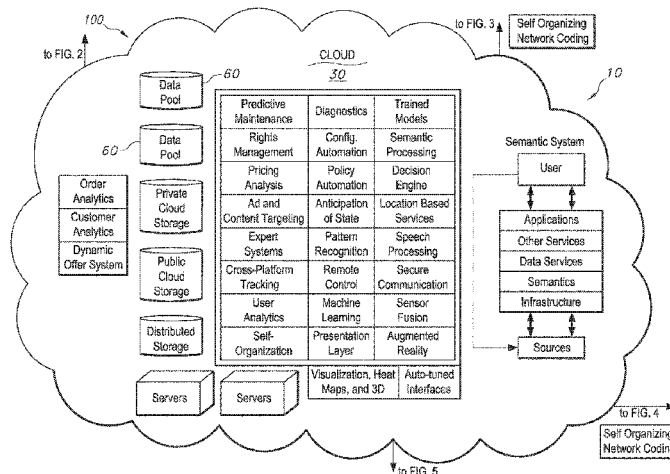 100
to FIG. 2
to FIG. 3
Self Organizing
Network Coding
CLOUD
30
10
60
Data
Pool
60
Data
Pool
Private
Cloud
Storage
Public
Cloud
Storage
Distributed
Storage
Servers
Servers
Order
Analytics
Customer
Analytics
Dynamic
Offer System
Predictive
Maintenance
Diagnostics
Trained
Models
Rights
Management
Config.
Automation
Semantic
Processing
Pricing
Analysis
Policy
Automation
Decision
Engine
Ad and
Content Targeting
Anticipation
of State
Location Based
Services
Expert
Systems
Pattern
Recognition
Speech
Processing
Cross-Platform
Tracking
Remote
Control
Secure
Communication
User
Analytics
Machine
Learning
Sensor
Fusion
Self-
Organization
Presentation
Layer
Augmented
Reality
Visualization, Heat
Maps, and 3D
Auto-tuned
Interfaces
Semantic System
User
Applications
Other Services
Data Services
Semantics
Infrastructure
Sources
to FIG. 4
Self Organizing
Network Coding
to FIG. 5